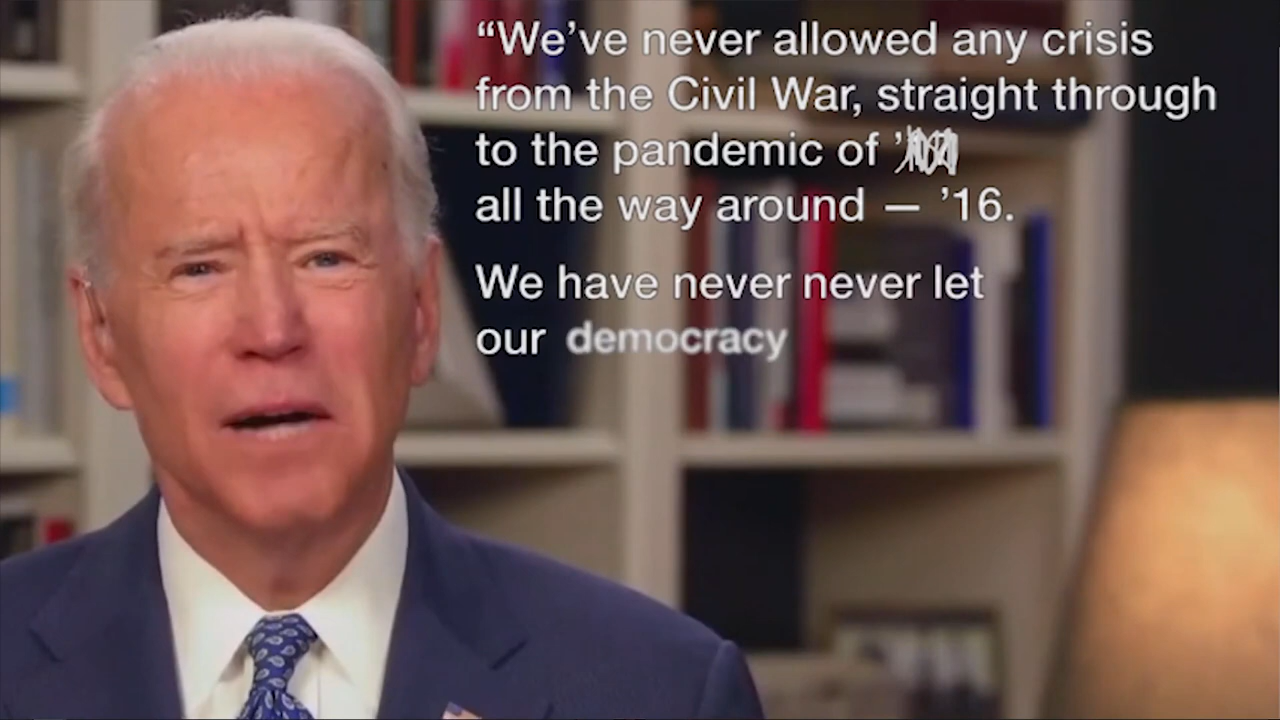 “We’ve never allowed any crisis
from the Civil War, straight through
to the pandemic of ’
all the way around — ’16.
We have never never let
our democracy